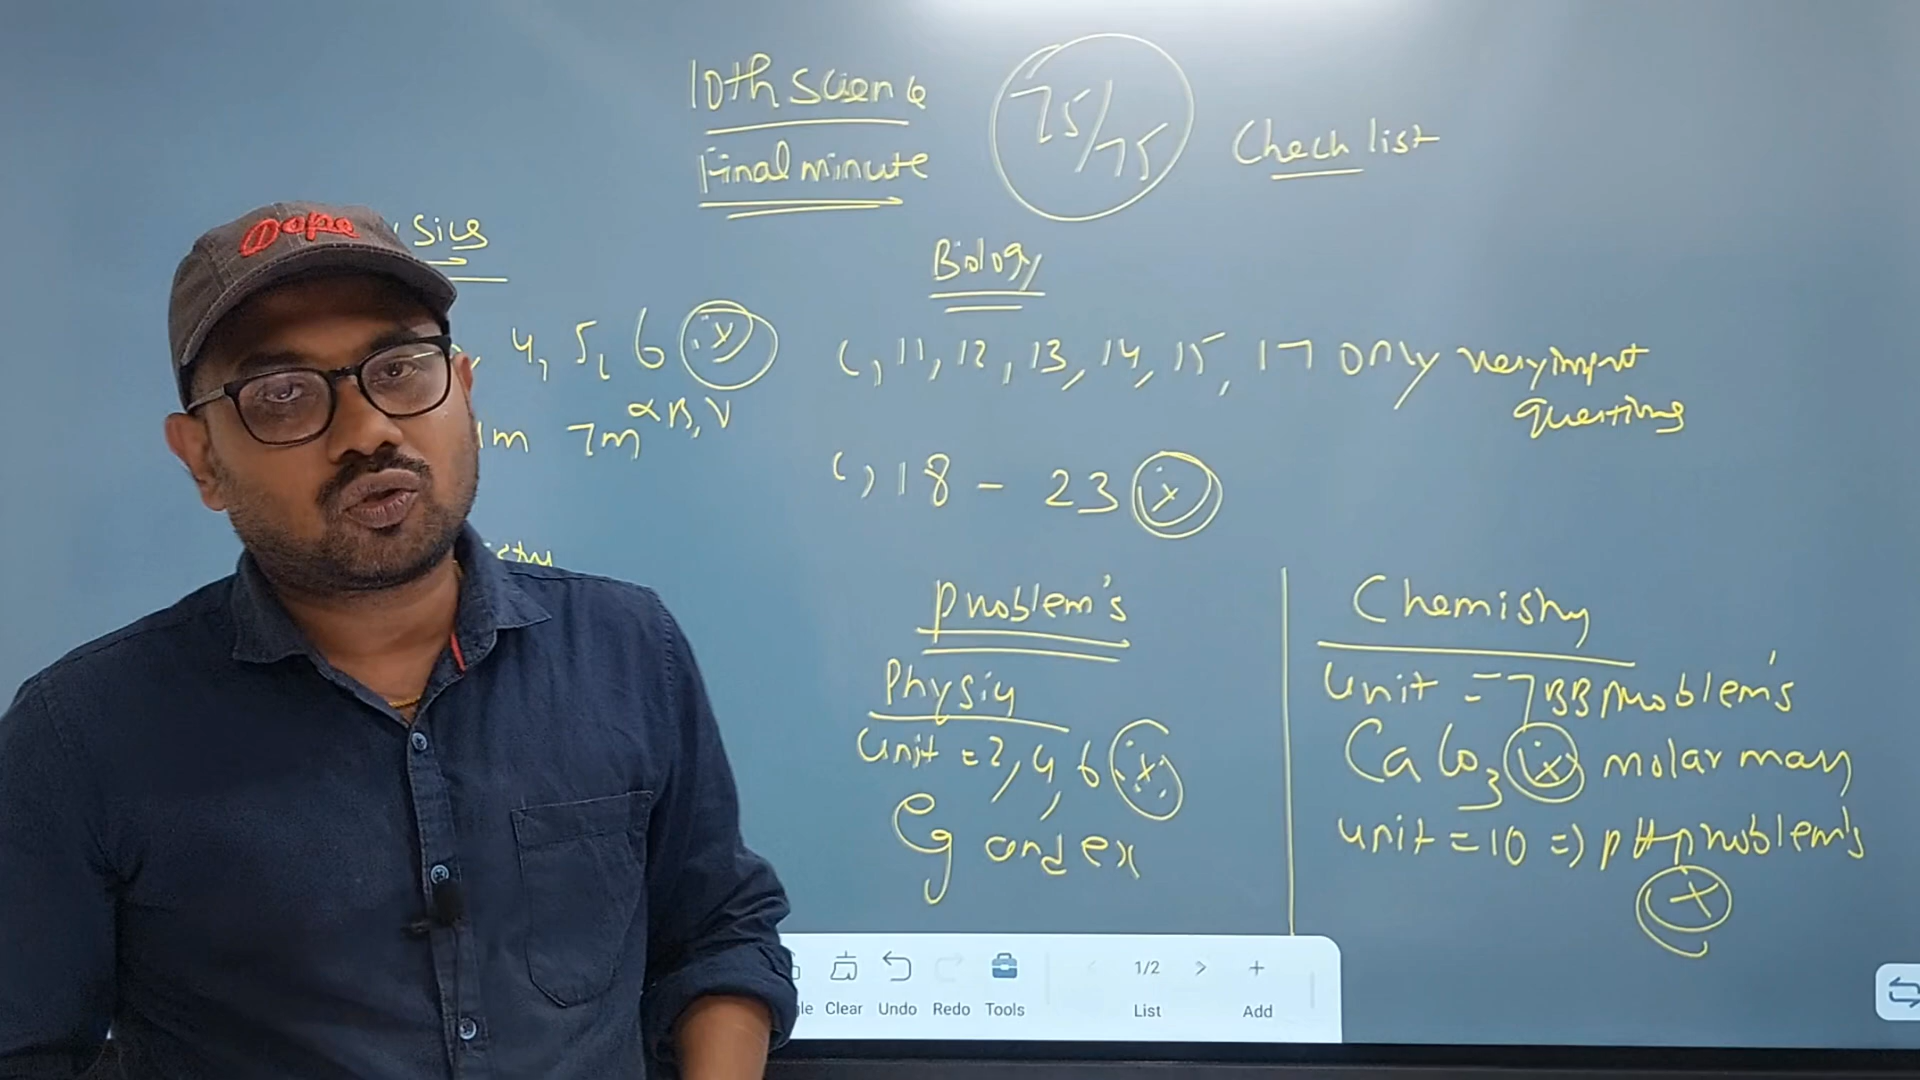 10th Science
Final minute
75/75
Check list
Dope
sics
4, 5, 6
1m 7m α, β, γ
istry
Biology
(, 11, 12, 13, 14, 15, 17 only very impnt
questions
(, 18 - 23
Problem's
Physics
unit = 2, 4, 6
Eg and ex
Chemistry
unit = 7 BB problem's
CaCo3 molar mass
unit = 10 => pH problem's
Clear Undo Redo Tools
1/2
List
Add